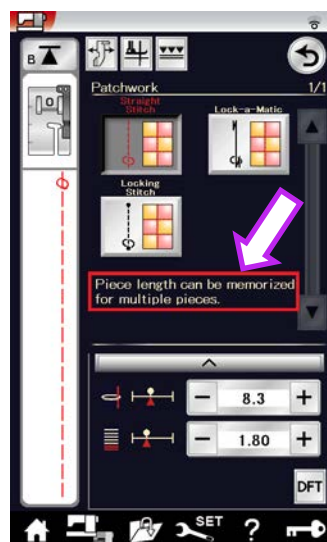 B
Patchwork 1/1
Straight
Stitch
Lock-a-Matic
Locking
Stitch
Piece length can be memorized
for multiple pieces.
− 8.3 +
− 1.80 +
DFT
SET
?